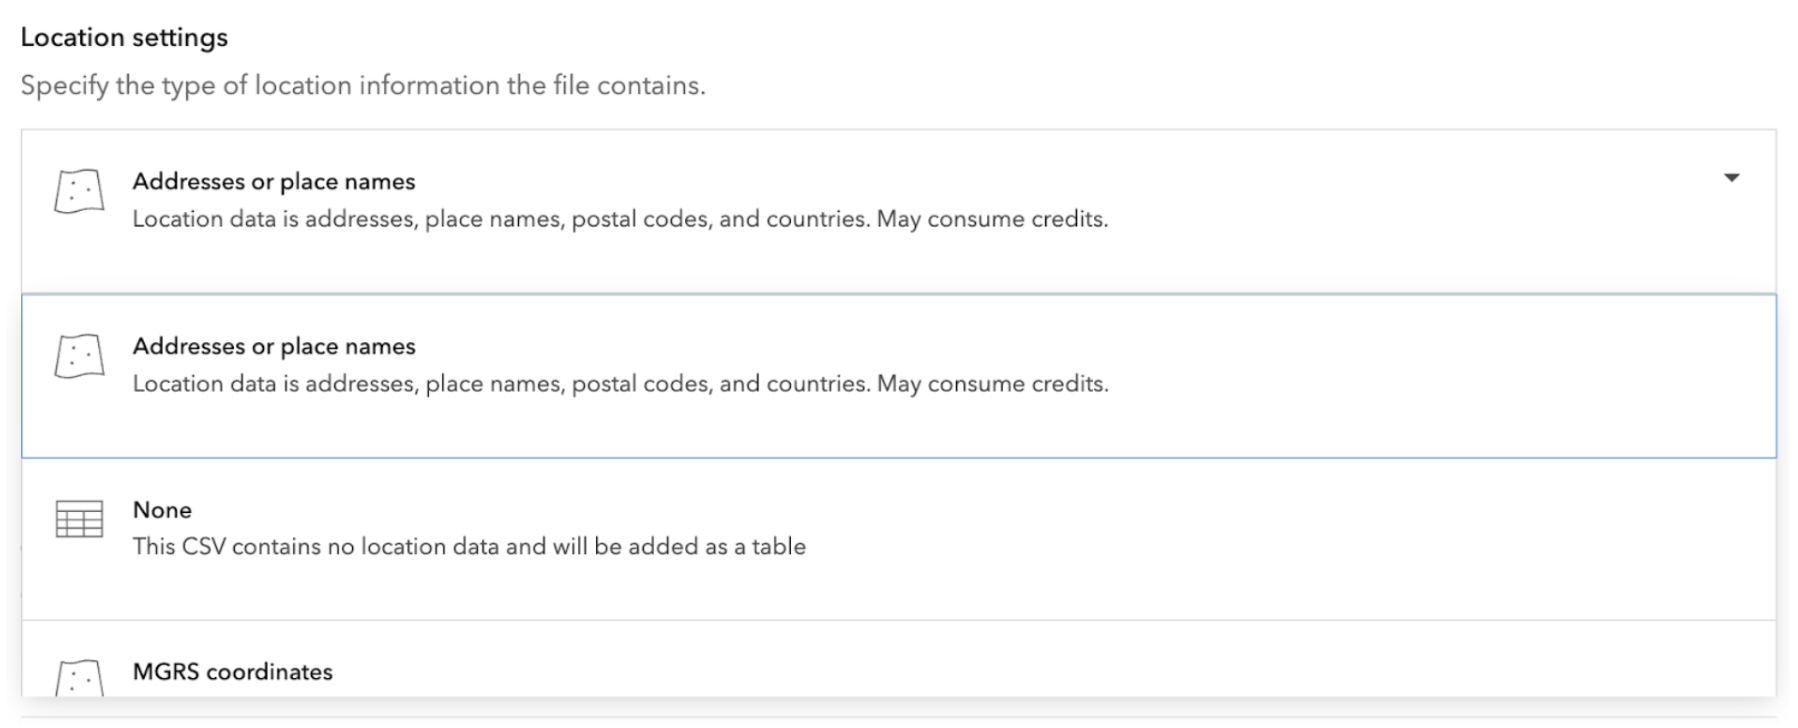 Location settings
Specify the type of location information the file contains.
Addresses or place names
Location data is addresses, place names, postal codes, and countries. May consume credits.
Addresses or place names
Location data is addresses, place names, postal codes, and countries. May consume credits.
None
This CSV contains no location data and will be added as a table
MGRS coordinates